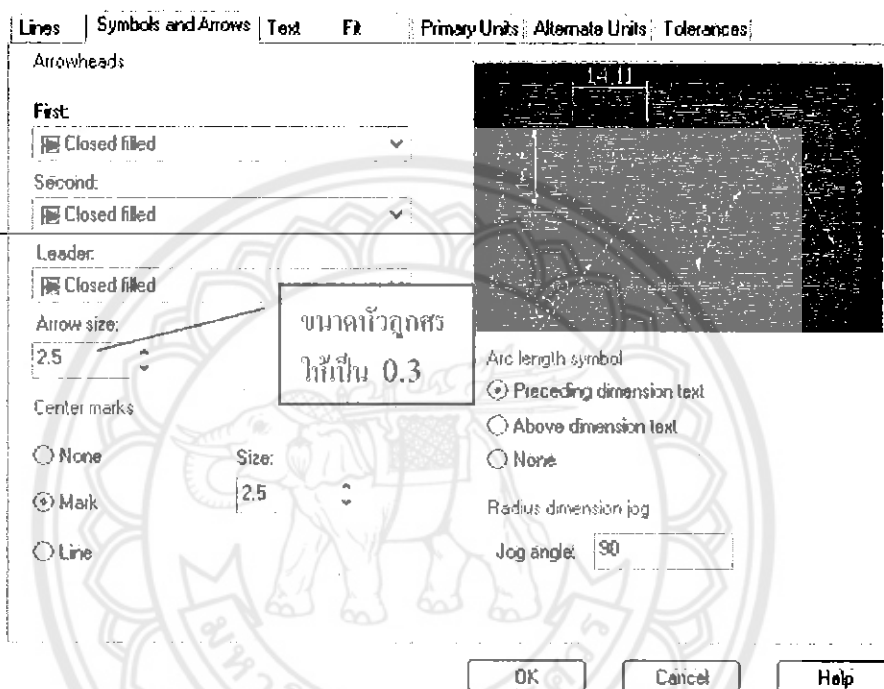 Lines Symbols and Arrows Text Fit Primary Units Alternate Units Tolerances
Arrowheads
14.11
First:
Closed filled
Second:
Closed filled
Leader:
Closed filled
Arrow size:
2.5
ขนาดหัวลูกศร
ให้เป็น 0.3
Center marks
None
Mark
Line
Size:
2.5
Arc length symbol
Preceding dimension text
Above dimension text
None
Radius dimension jog
Jog angle: 90
OK Cancel Help